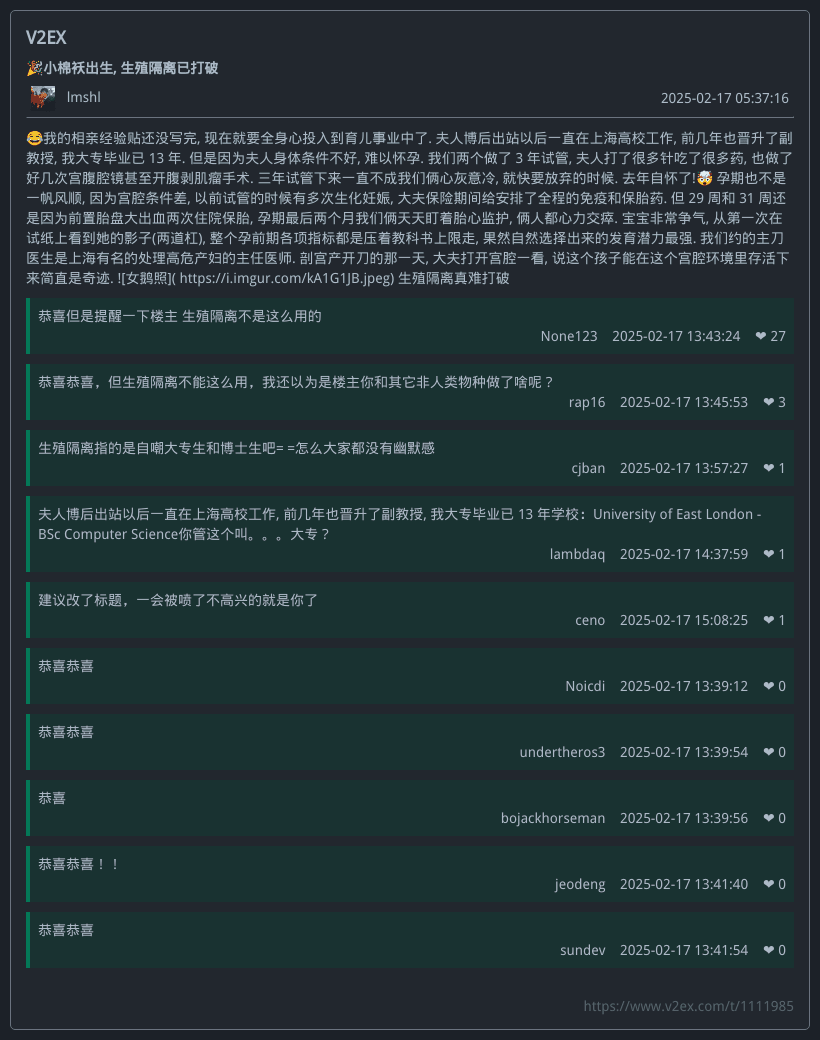 V2EX
🎉小棉袄出生, 生殖隔离已打破
lmshl 2025-02-17 05:37:16
😂我的相亲经验贴还没写完, 现在就要全身心投入到育儿事业中了. 夫人博后出站以后一直在上海高校工作, 前几年也晋升了副
教授, 我大专毕业已 13 年. 但是因为夫人身体条件不好, 难以怀孕. 我们两个做了 3 年试管, 夫人打了很多针吃了很多药, 也做了
好几次宫腹腔镜甚至开腹剥肌瘤手术. 三年试管下来一直不成我们俩心灰意冷, 就快要放弃的时候. 去年自怀了!🤯 孕期也不是
一帆风顺, 因为宫腔条件差, 以前试管的时候有多次生化妊娠, 大夫保险期间给安排了全程的免疫和保胎药. 但 29 周和 31 周还
是因为前置胎盘大出血两次住院保胎, 孕期最后两个月我们俩天天盯着胎心监护, 俩人都心力交瘁. 宝宝非常争气, 从第一次在
试纸上看到她的影子(两道杠), 整个孕前期各项指标都是压着教科书上限走, 果然自然选择出来的发育潜力最强. 我们约的主刀
医生是上海有名的处理高危产妇的主任医师. 剖宫产开刀的那一天, 大夫打开宫腔一看, 说这个孩子能在这个宫腔环境里存活下
来简直是奇迹. ![女鹅照]( https://i.imgur.com/kA1G1JB.jpeg) 生殖隔离真难打破
恭喜但是提醒一下楼主 生殖隔离不是这么用的
None123 2025-02-17 13:43:24 ❤ 27
恭喜恭喜，但生殖隔离不能这么用，我还以为是楼主你和其它非人类物种做了啥呢？
rap16 2025-02-17 13:45:53 ❤ 3
生殖隔离指的是自嘲大专生和博士生吧= =怎么大家都没有幽默感
cjban 2025-02-17 13:57:27 ❤ 1
夫人博后出站以后一直在上海高校工作, 前几年也晋升了副教授, 我大专毕业已 13 年学校：University of East London -
BSc Computer Science你管这个叫。。。大专？
lambdaq 2025-02-17 14:37:59 ❤ 1
建议改了标题，一会被喷了不高兴的就是你了
ceno 2025-02-17 15:08:25 ❤ 1
恭喜恭喜
Noicdi 2025-02-17 13:39:12 ❤ 0
恭喜恭喜
undertheros3 2025-02-17 13:39:54 ❤ 0
恭喜
bojackhorseman 2025-02-17 13:39:56 ❤ 0
恭喜恭喜！！
jeodeng 2025-02-17 13:41:40 ❤ 0
恭喜恭喜
sundev 2025-02-17 13:41:54 ❤ 0
https://www.v2ex.com/t/1111985